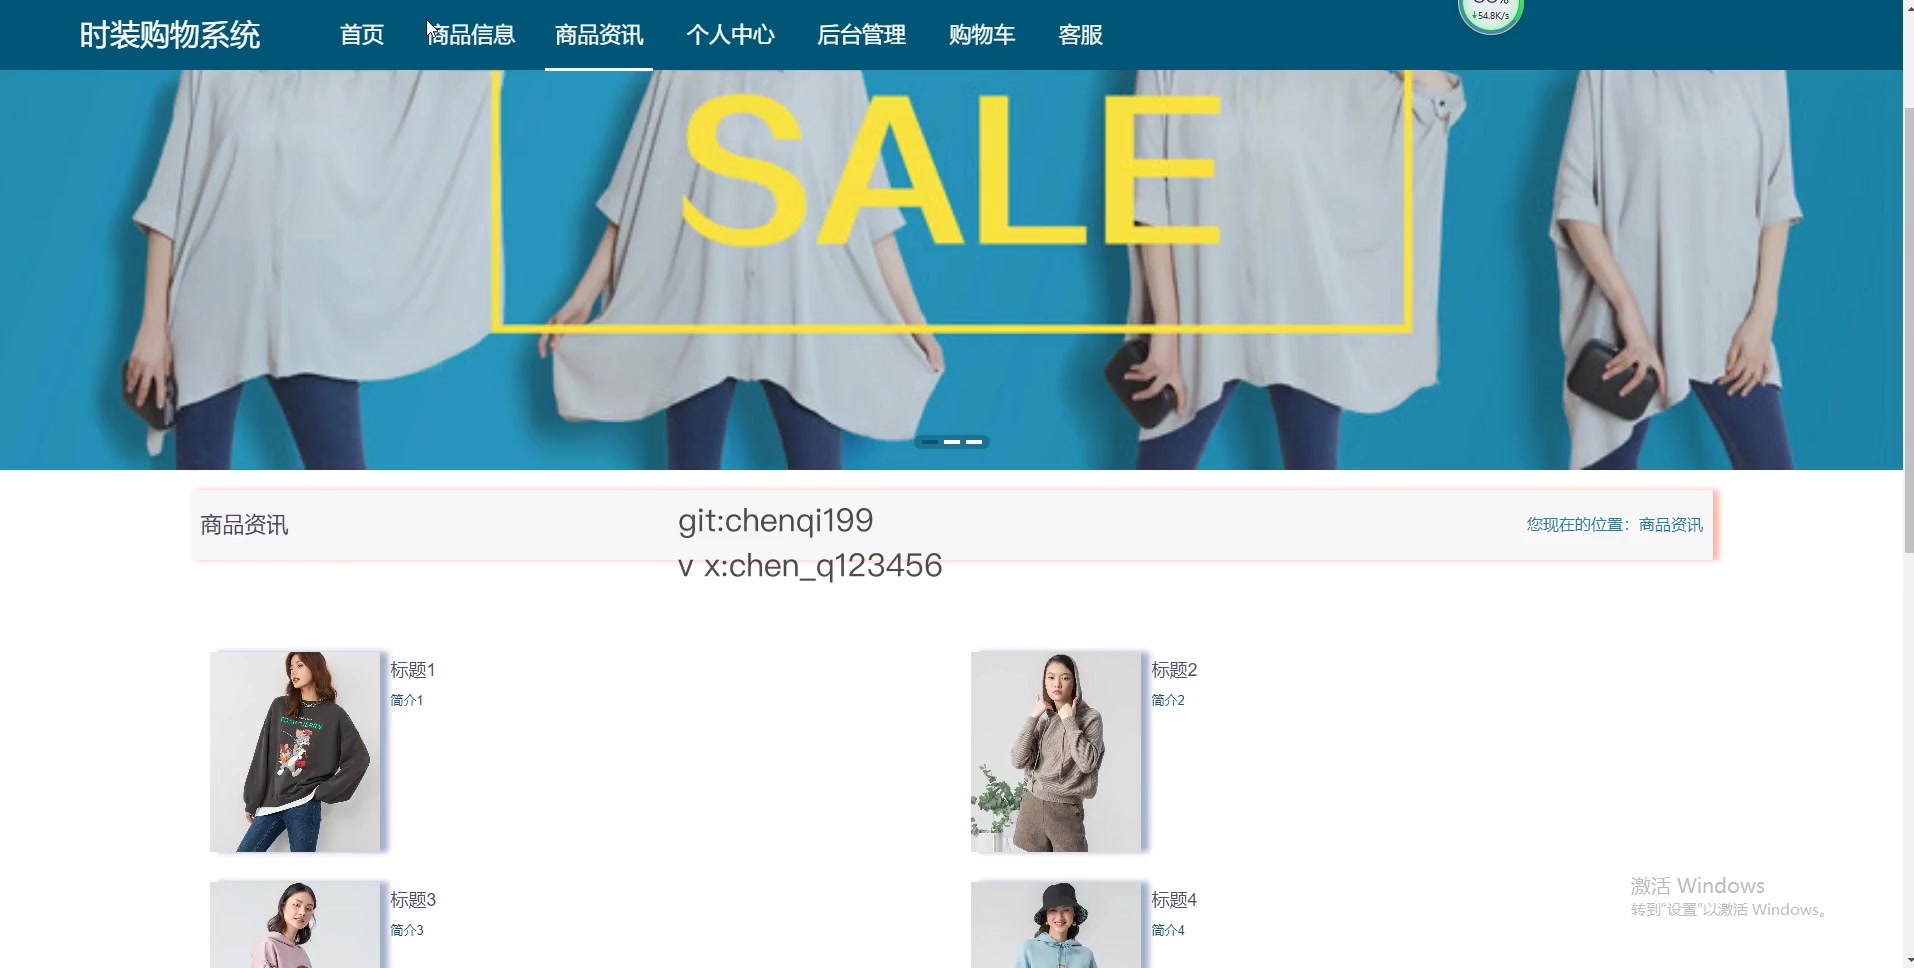 时装购物系统
首页 商品信息 商品资讯 个人中心 后台管理 购物车 客服
54.8K/s
SALE
商品资讯
git:chenqi199
v x:chen_q123456
您现在的位置：商品资讯
标题1
简介1
标题2
简介2
标题3
简介3
标题4
简介4
激活 Windows
转到“设置”以激活 Windows。